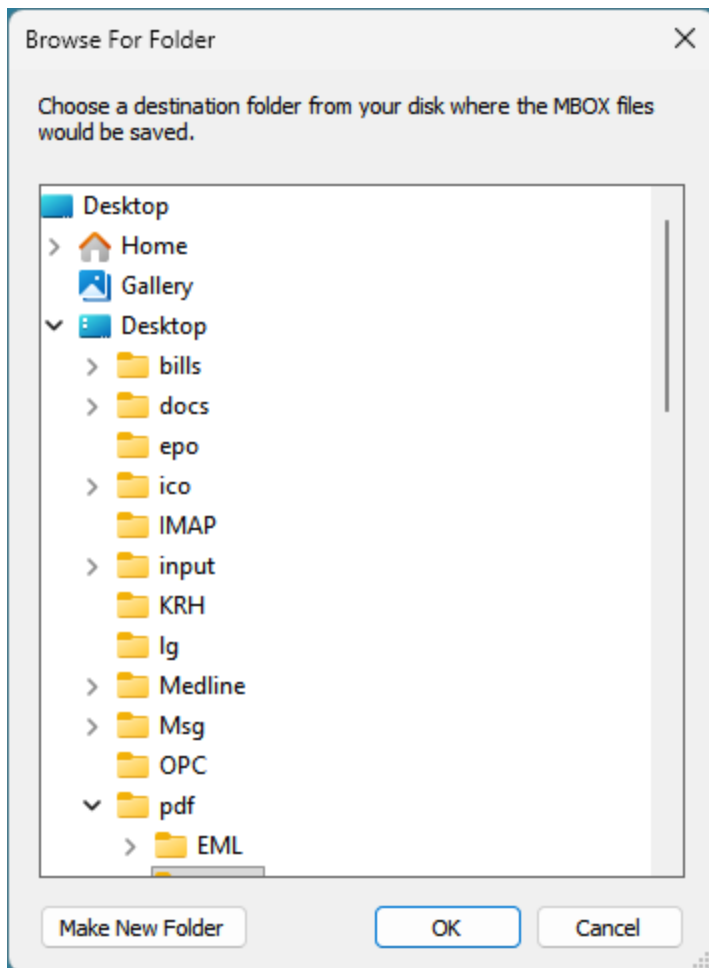 Browse For Folder
Choose a destination folder from your disk where the MBOX files
would be saved.
Desktop
Home
Gallery
Desktop
bills
docs
epo
ico
IMAP
input
KRH
lg
Medline
Msg
OPC
pdf
EML
Make New Folder
OK
Cancel